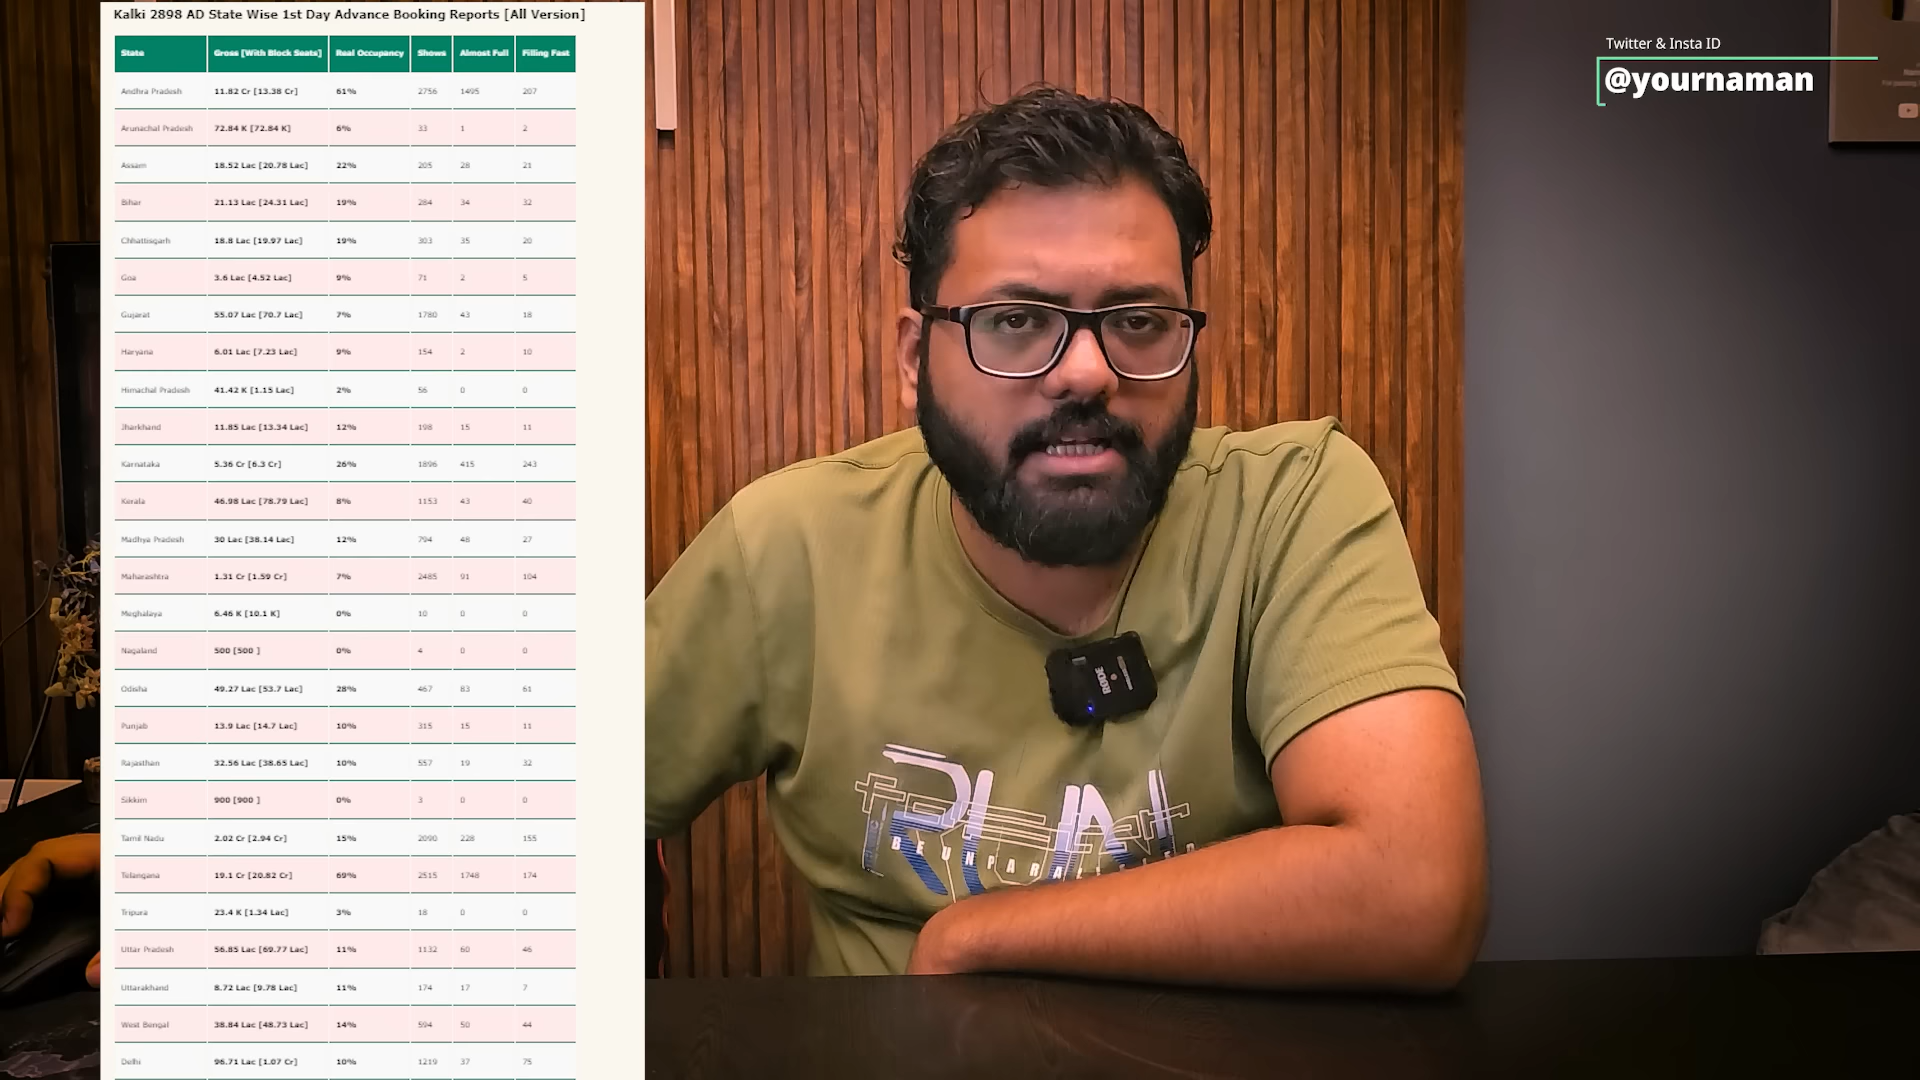 Kalki 2898 AD State Wise 1st Day Advance Booking Reports [All Version]
State Gross [With Block Seats] Real Occupancy Shows Almost Full Filling Fast
Andhra Pradesh 11.82 Cr [13.38 Cr] 61% 2756 1495 207
Arunachal Pradesh 72.84 K [72.84 K] 6% 33 1 2
Assam 18.52 Lac [20.78 Lac] 22% 205 28 21
Bihar 21.13 Lac [24.31 Lac] 19% 284 34 32
Chhattisgarh 18.8 Lac [19.97 Lac] 19% 303 35 20
Goa 3.6 Lac [4.52 Lac] 9% 71 2 5
Gujarat 55.07 Lac [70.7 Lac] 7% 1780 43 18
Haryana 6.01 Lac [7.23 Lac] 9% 154 2 10
Himachal Pradesh 41.42 K [1.15 Lac] 2% 56 0 0
Jharkhand 11.85 Lac [13.34 Lac] 12% 198 15 11
Karnataka 5.36 Cr [6.3 Cr] 26% 1896 415 243
Kerala 46.98 Lac [78.79 Lac] 8% 1153 43 40
Madhya Pradesh 30 Lac [38.14 Lac] 12% 794 48 27
Maharashtra 1.31 Cr [1.59 Cr] 7% 2485 91 104
Meghalaya 6.46 K [10.1 K] 0% 10 0 0
Nagaland 500 [500 ] 0% 4 0 0
Odisha 49.27 Lac [53.7 Lac] 28% 467 83 61
Punjab 13.9 Lac [14.7 Lac] 10% 315 15 11
Rajasthan 32.56 Lac [38.65 Lac] 10% 557 19 32
Sikkim 900 [900 ] 0% 3 0 0
Tamil Nadu 2.02 Cr [2.94 Cr] 15% 2090 228 155
Telangana 19.1 Cr [20.82 Cr] 69% 2515 1748 174
Tripura 23.4 K [1.34 Lac] 3% 18 0 0
Uttar Pradesh 56.85 Lac [69.77 Lac] 11% 1132 60 46
Uttarakhand 8.72 Lac [9.78 Lac] 11% 174 17 7
West Bengal 38.84 Lac [48.73 Lac] 14% 594 50 44
Delhi 96.71 Lac [1.07 Cr] 10% 1219 37 75
Twitter & Insta ID
@yournaman
RODE
RUN